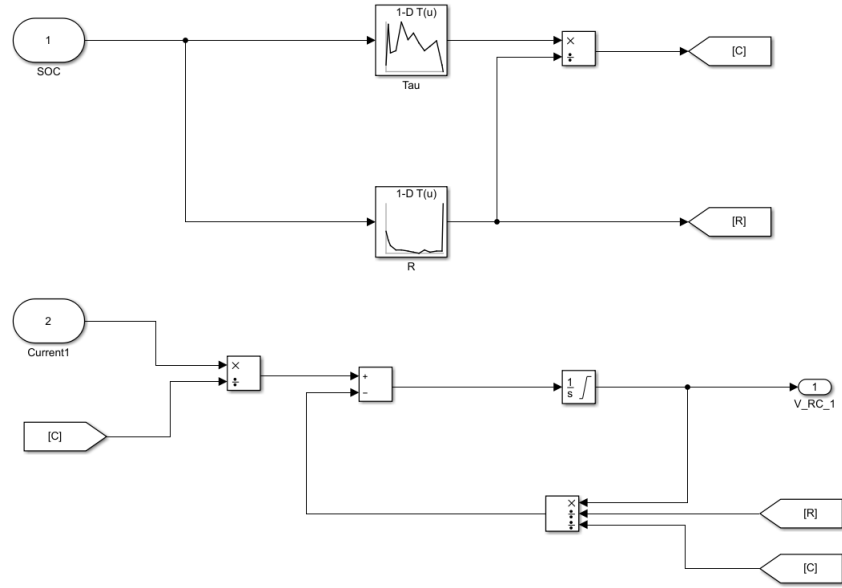 1
SOC
1-D T(u)
Tau
×
÷
[C]
1-D T(u)
R
[R]
2
Current1
×
÷
[C]
+
−
1
s
1
V_RC_1
×
÷
÷
[R]
[C]